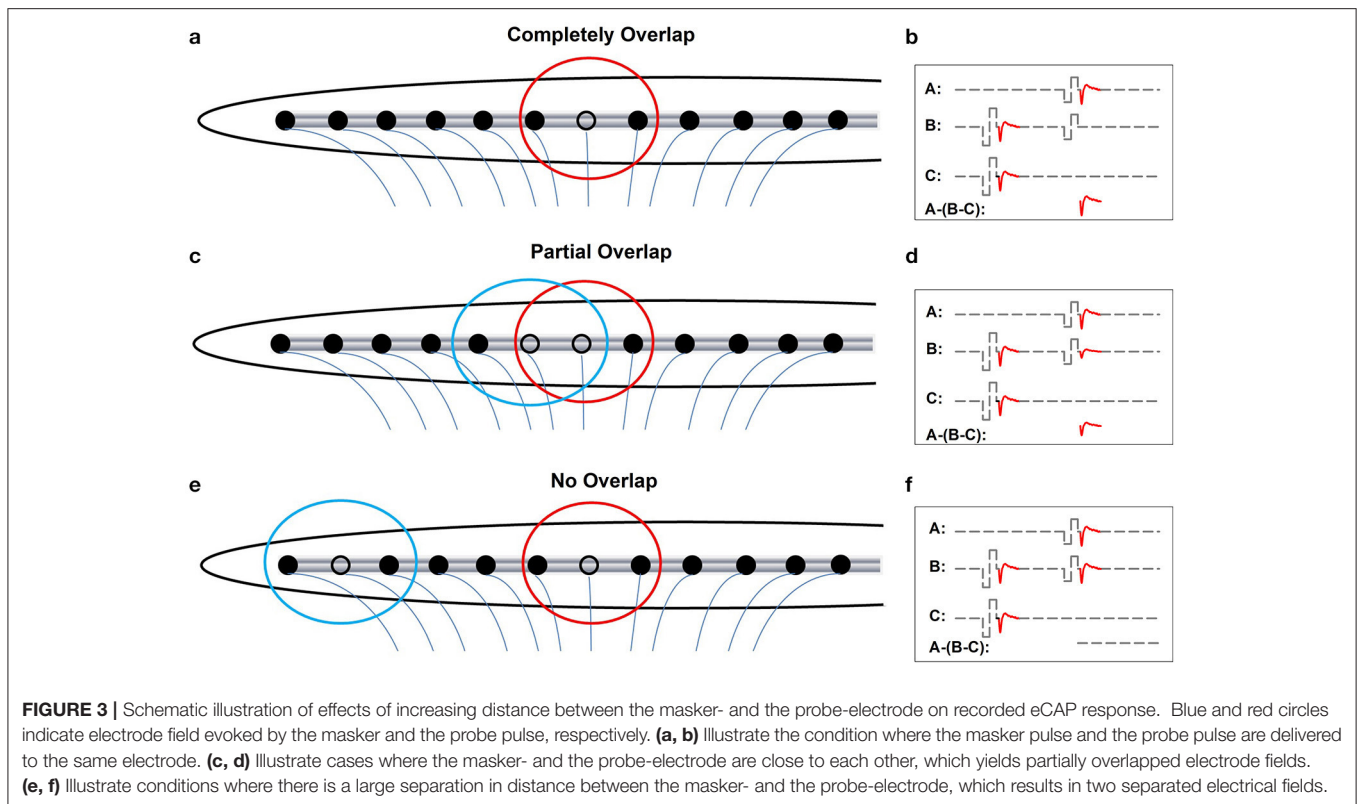 a
Completely Overlap
b
A:
B:
C:
A-(B-C):
c
Partial Overlap
d
A:
B:
C:
A-(B-C):
e
No Overlap
f
A:
B:
C:
A-(B-C):
FIGURE 3 | Schematic illustration of effects of increasing distance between the masker- and the probe-electrode on recorded eCAP response. Blue and red circles
indicate electrode field evoked by the masker and the probe pulse, respectively. (a, b) Illustrate the condition where the masker pulse and the probe pulse are delivered
to the same electrode. (c, d) Illustrate cases where the masker- and the probe-electrode are close to each other, which yields partially overlapped electrode fields.
(e, f) Illustrate conditions where there is a large separation in distance between the masker- and the probe-electrode, which results in two separated electrical fields.